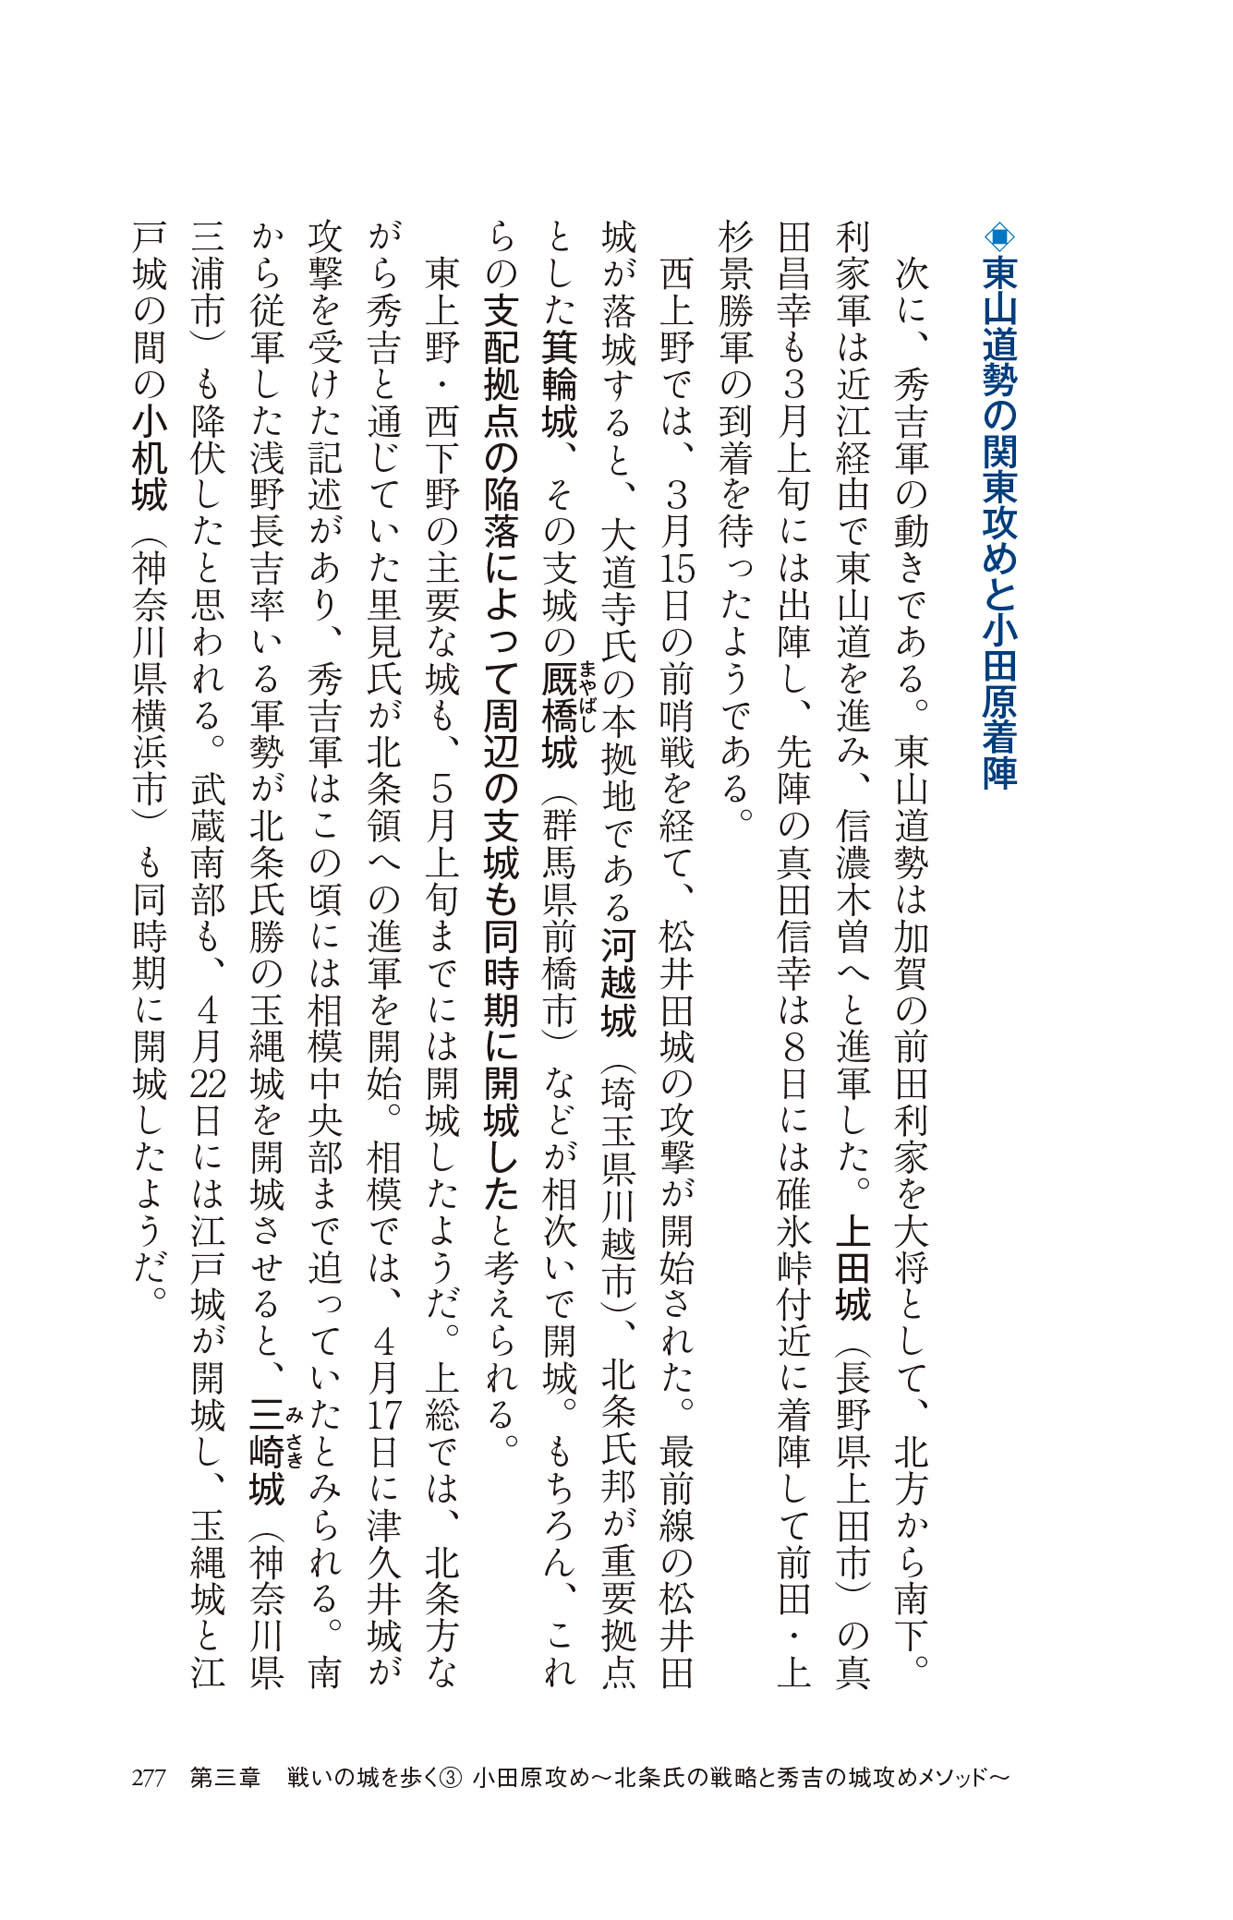 ◈東山道勢の関東攻めと小田原着陣
　次に、秀吉軍の動きである。東山道勢は加賀の前田利家を大将として、北方から南下。
利家軍は近江経由で東山道を進み、信濃木曽へと進軍した。上田城（長野県上田市）の真
田昌幸も３月上旬には出陣し、先陣の真田信幸は８日には碓氷峠付近に着陣して前田・上
杉景勝軍の到着を待ったようである。
　西上野では、３月15日の前哨戦を経て、松井田城の攻撃が開始された。最前線の松井田
城が落城すると、大道寺氏の本拠地である河越城（埼玉県川越市）、北条氏邦が重要拠点
とした箕輪城、その支城の厩橋城（群馬県前橋市）などが相次いで開城。もちろん、これ
まやばし
らの支配拠点の陥落によって周辺の支城も同時期に開城したと考えられる。
　東上野・西下野の主要な城も、５月上旬までには開城したようだ。上総では、北条方な
がら秀吉と通じていた里見氏が北条領への進軍を開始。相模では、４月17日に津久井城が
攻撃を受けた記述があり、秀吉軍はこの頃には相模中央部まで迫っていたとみられる。南
から従軍した浅野長吉率いる軍勢が北条氏勝の玉縄城を開城させると、三崎城（神奈川県
みさき
三浦市）も降伏したと思われる。武蔵南部も、４月22日には江戸城が開城し、玉縄城と江
戸城の間の小机城（神奈川県横浜市）も同時期に開城したようだ。
277　第三章　戦いの城を歩く③ 小田原攻め〜北条氏の戦略と秀吉の城攻めメソッド〜